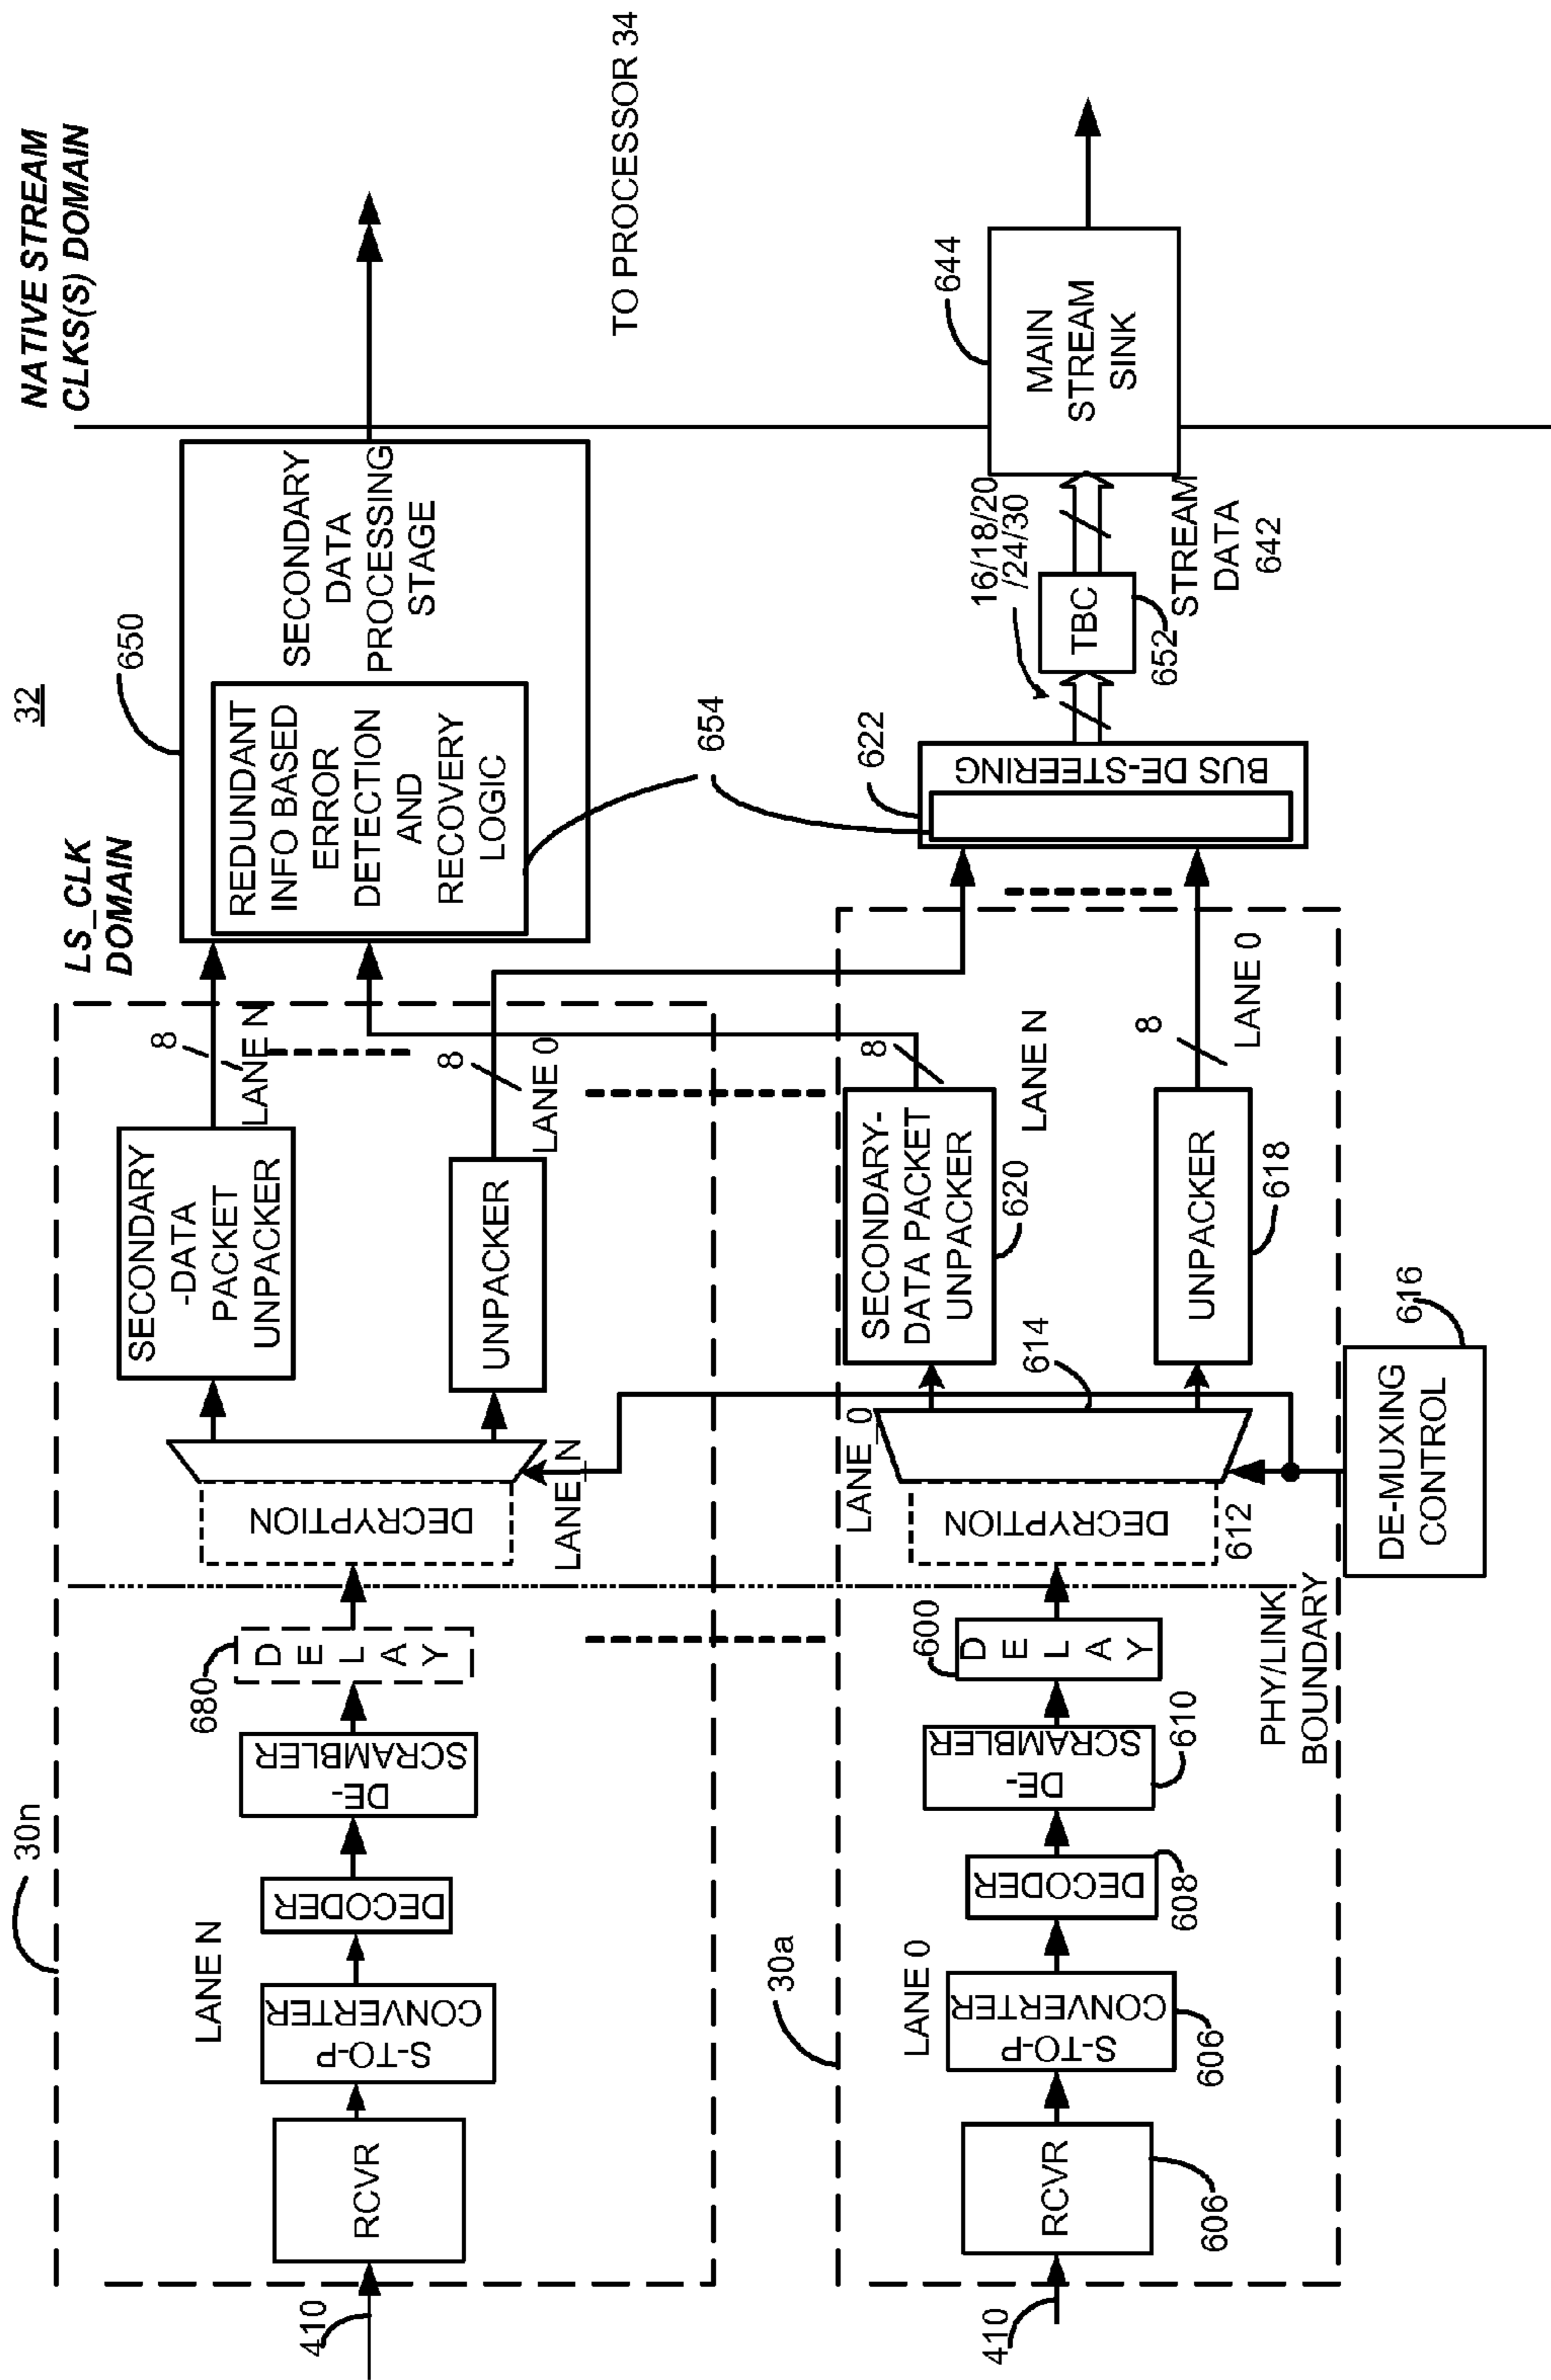 32
NATIVE STREAM
CLKS(S) DOMAIN
LS_CLK
DOMAIN
30n
LANE N
410
RCVR
S-TO-P
CONVERTER
DECODER
DE-
SCRAMBLER
680
D
E
L
A
Y
DECRYPTION
LANE_N
SECONDARY
-DATA
PACKET
UNPACKER
8
LANE N
UNPACKER
8
LANE 0
650
REDUNDANT
INFO BASED
ERROR
DETECTION
AND
RECOVERY
LOGIC
SECONDARY
DATA
PROCESSING
STAGE
654
TO PROCESSOR 34
30a
LANE 0
410
RCVR
606
S-TO-P
CONVERTER
606
DECODER
608
DE-
SCRAMBLER
610
600
D
E
L
A
Y
PHY/LINK
BOUNDARY
DECRYPTION
612
LANE_0
614
SECONDARY-
DATA PACKET
UNPACKER
620
8
LANE N
UNPACKER
618
8
LANE 0
DE-MUXING
CONTROL
616
622
BUS DE-STEERING
16/18/20
/24/30
TBC
652
STREAM
DATA
642
MAIN
STREAM
SINK
644